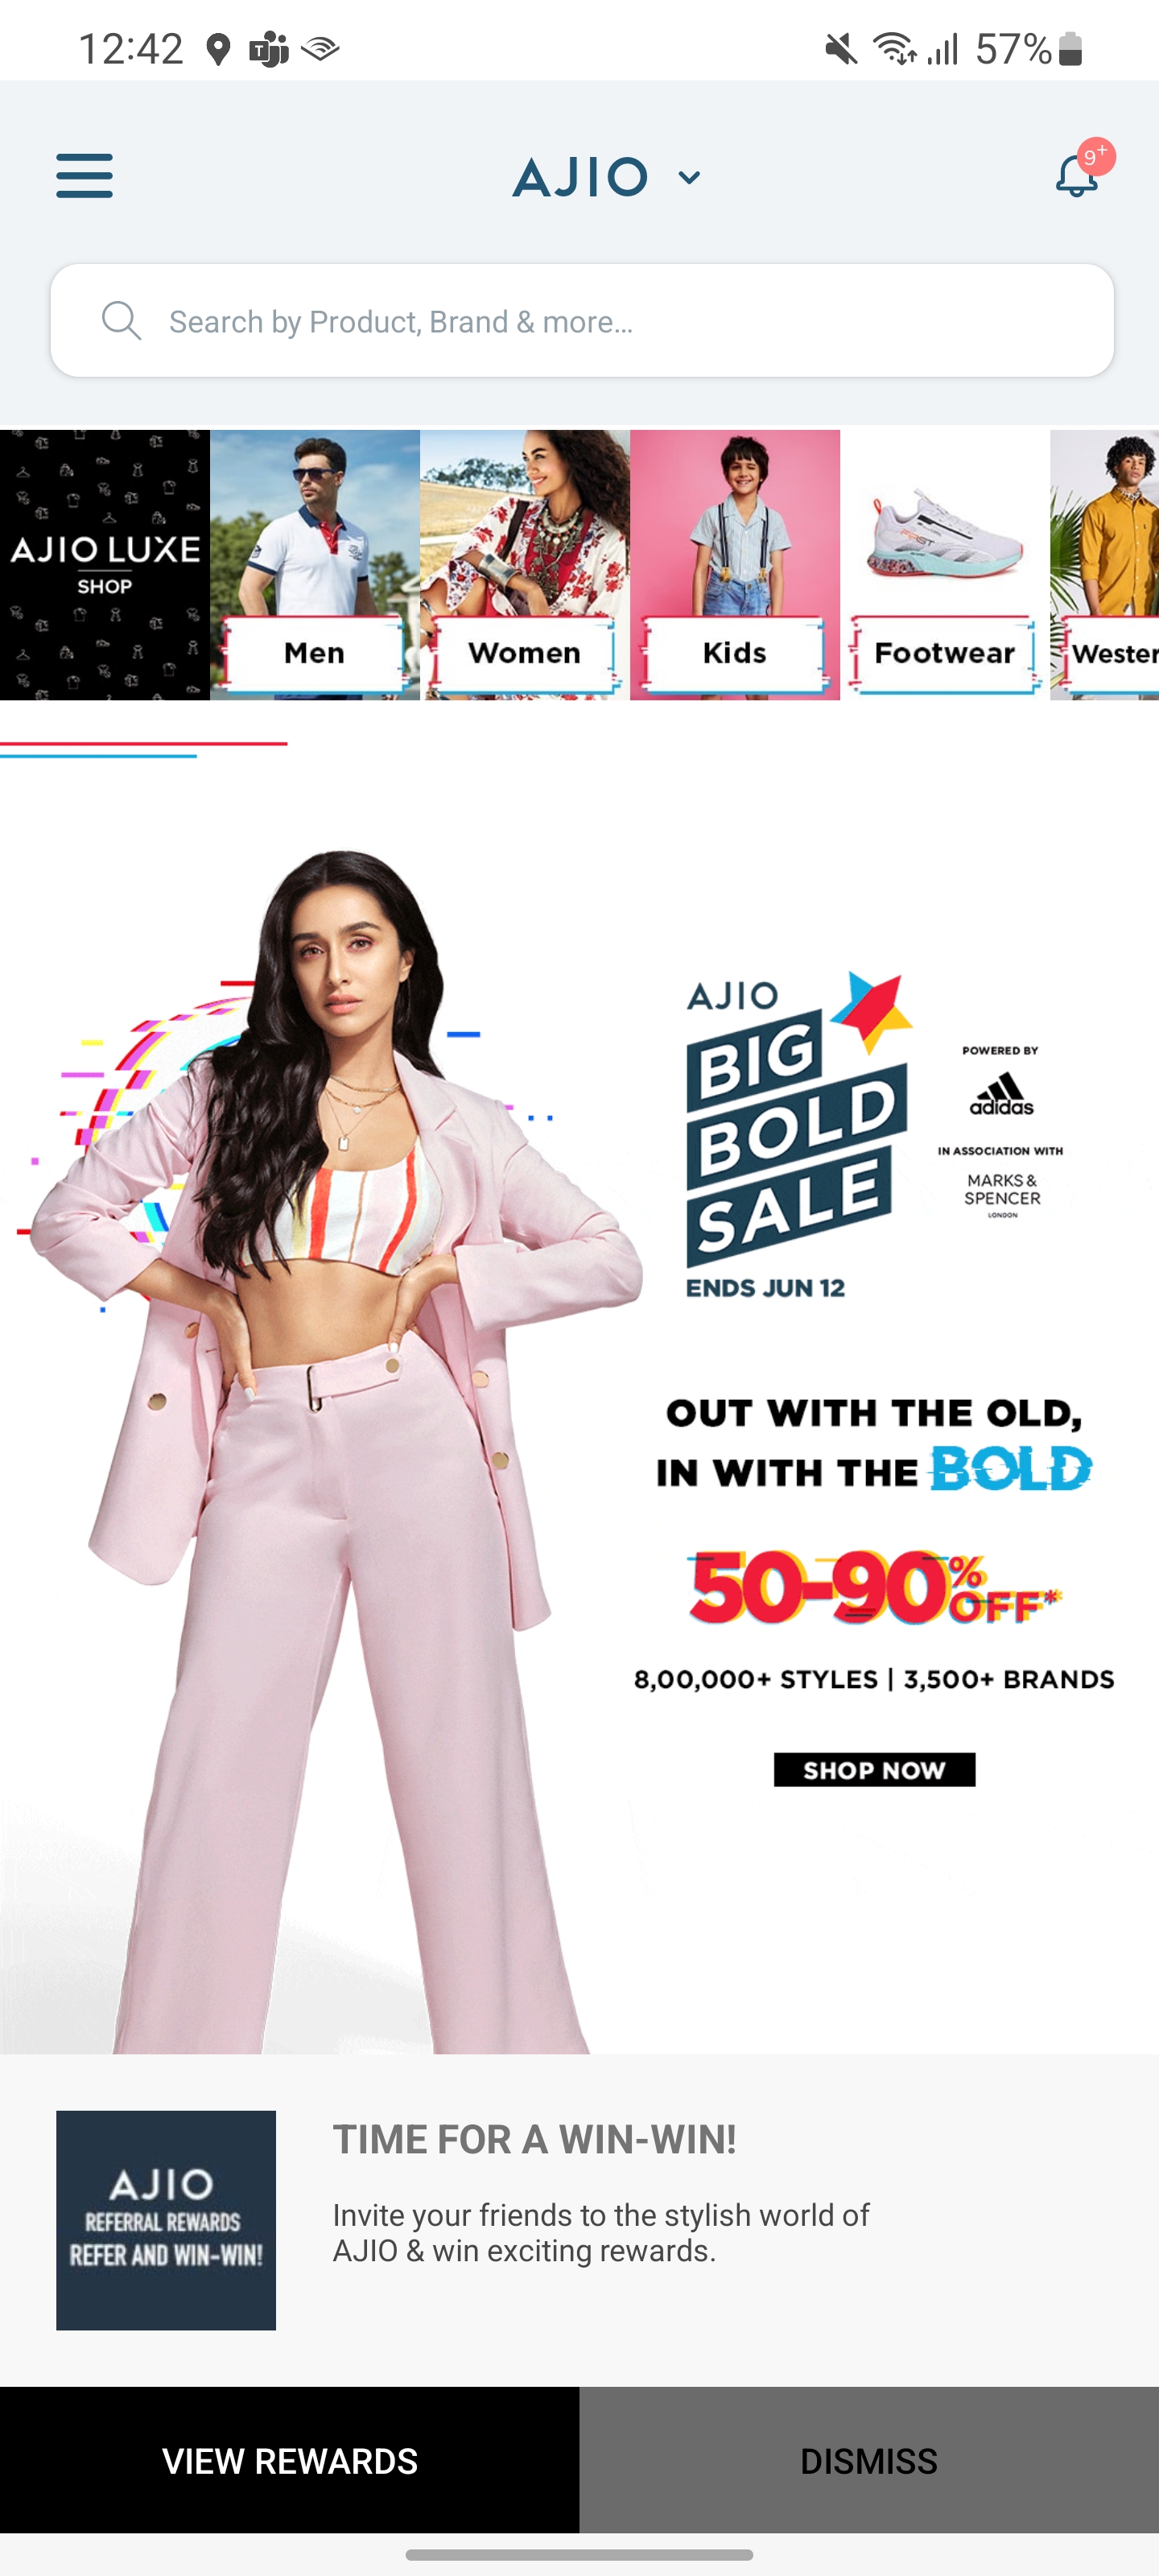 12:42
57%
AJIO
9+
Search by Product, Brand & more...
AJIO LUXE
SHOP
Men
Women
Kids
Footwear
Wester
AJIO
BIG
BOLD
SALE
ENDS JUN 12
POWERED BY
adidas
IN ASSOCIATION WITH
MARKS &
SPENCER
LONDON
OUT WITH THE OLD,
IN WITH THE BOLD
50-90% OFF*
8,00,000+ STYLES | 3,500+ BRANDS
SHOP NOW
AJIO
REFERRAL REWARDS
REFER AND WIN-WIN!
TIME FOR A WIN-WIN!
Invite your friends to the stylish world of
AJIO & win exciting rewards.
VIEW REWARDS
DISMISS